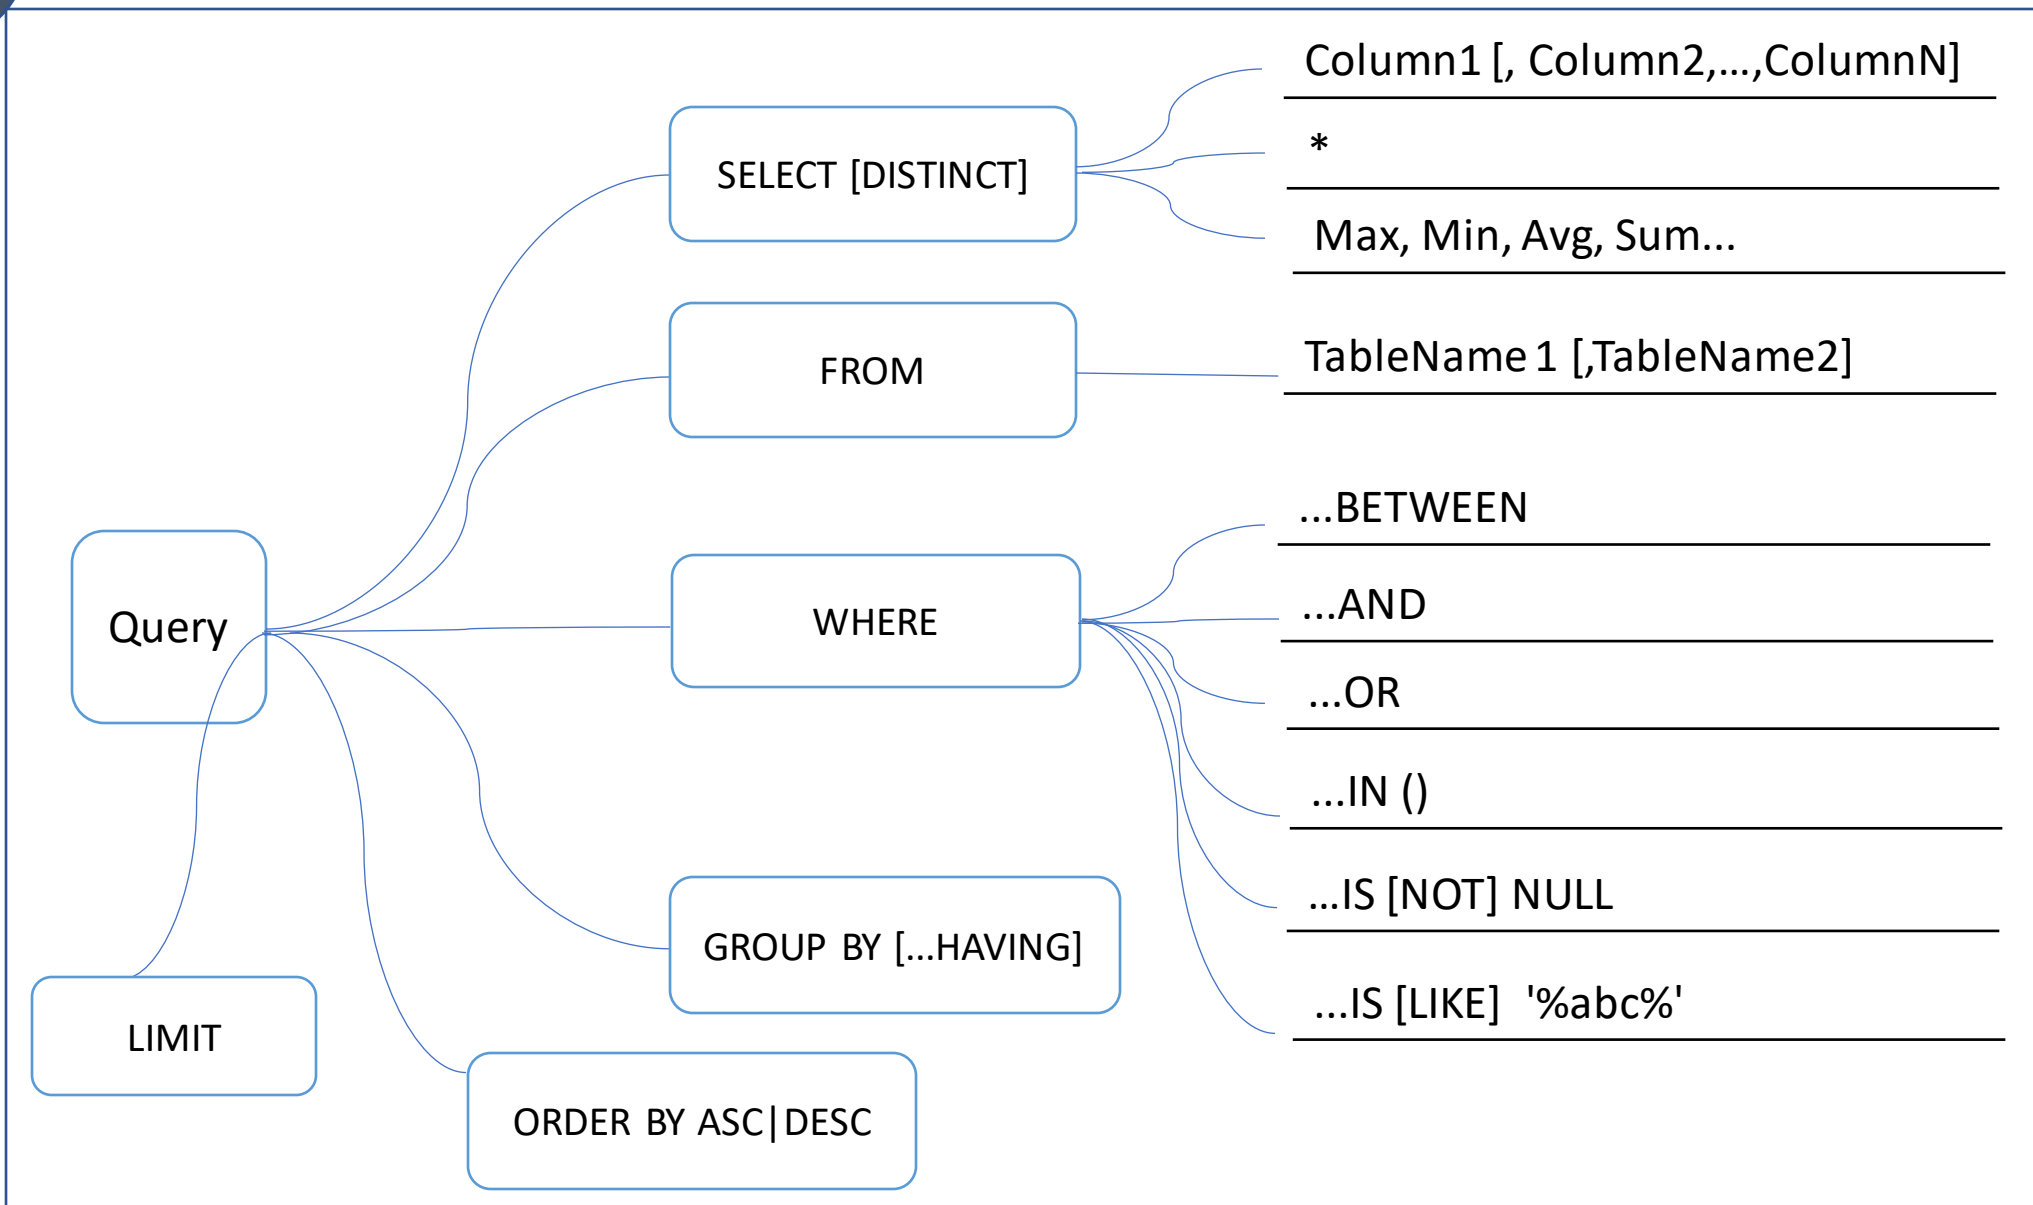 Column1 [, Column2,...,ColumnN]
*
SELECT [DISTINCT]
Max, Min, Avg, Sum...
FROM
TableName 1 [,TableName2]
...BETWEEN
...AND
Query
WHERE
...OR
...IN ()
...IS [NOT] NULL
GROUP BY [...HAVING]
...IS [LIKE] '%abc%'
LIMIT
ORDER BY ASC|DESC